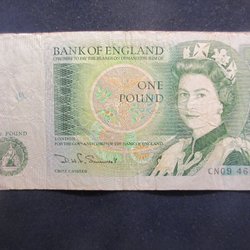 BANK OF ENGLAND
I PROMISE TO PAY THE BEARER ON DEMAND THE SUM OF
ONE
POUND
POUND
LONDON
FOR THE GOVR AND COMPA OF THE BANK OF ENGLAND
CHIEF CASHIER
CN09 46